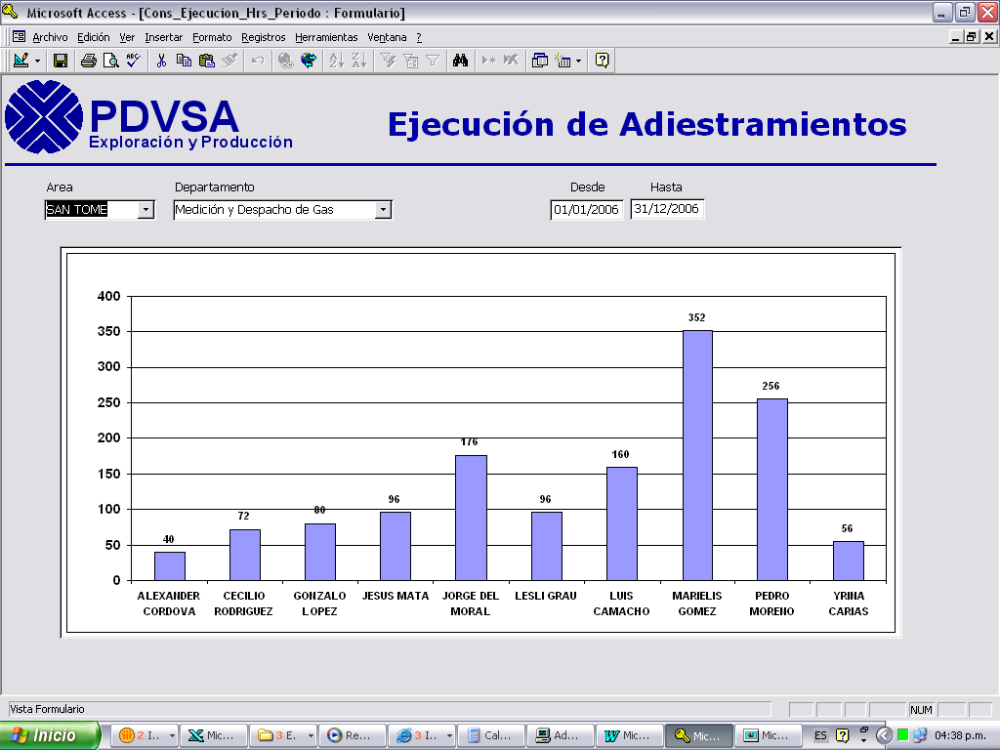 Microsoft Access - [Cons_Ejecucion_Hrs_Periodo : Formulario]
Archivo Edición Ver Insertar Formato Registros Herramientas Ventana ?
PDVSA
Exploración y Producción
Ejecución de Adiestramientos
Area Departamento Desde Hasta
SAN TOME Medición y Despacho de Gas 01/01/2006 31/12/2006
400
350
300
250
200
150
100
50
0
40
72
80
96
176
96
160
352
256
56
ALEXANDER CORDOVA
CECILIO RODRIGUEZ
GONZALO LOPEZ
JESUS MATA
JORGE DEL MORAL
LESLI GRAU
LUIS CAMACHO
MARIELIS GOMEZ
PEDRO MORENO
YRINA CARIAS
Vista Formulario NUM
Inicio 2 I... Mic... 3 E. Re... 3 I.. Cal... Ad... Mic... Mic... Mic... ES 04:38 p.m.